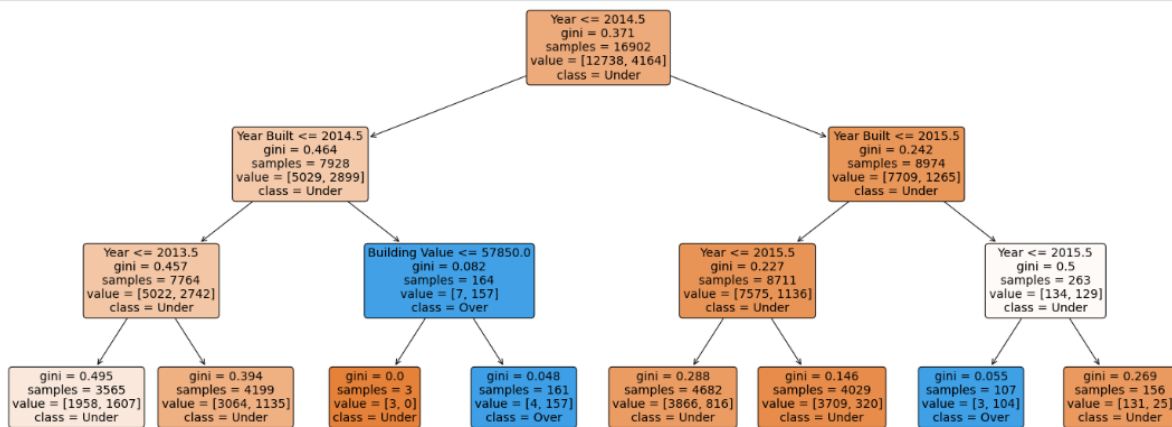 Year <= 2014.5
gini = 0.371
samples = 16902
value = [12738, 4164]
class = Under
Year Built <= 2014.5
gini = 0.464
samples = 7928
value = [5029, 2899]
class = Under
Year Built <= 2015.5
gini = 0.242
samples = 8974
value = [7709, 1265]
class = Under
Year <= 2013.5
gini = 0.457
samples = 7764
value = [5022, 2742]
class = Under
Building Value <= 57850.0
gini = 0.082
samples = 164
value = [7, 157]
class = Over
Year <= 2015.5
gini = 0.227
samples = 8711
value = [7575, 1136]
class = Under
Year <= 2015.5
gini = 0.5
samples = 263
value = [134, 129]
class = Under
gini = 0.495
samples = 3565
value = [1958, 1607]
class = Under
gini = 0.394
samples = 4199
value = [3064, 1135]
class = Under
gini = 0.0
samples = 3
value = [3, 0]
class = Under
gini = 0.048
samples = 161
value = [4, 157]
class = Over
gini = 0.288
samples = 4682
value = [3866, 816]
class = Under
gini = 0.146
samples = 4029
value = [3709, 320]
class = Under
gini = 0.055
samples = 107
value = [3, 104]
class = Over
gini = 0.269
samples = 156
value = [131, 25]
class = Under